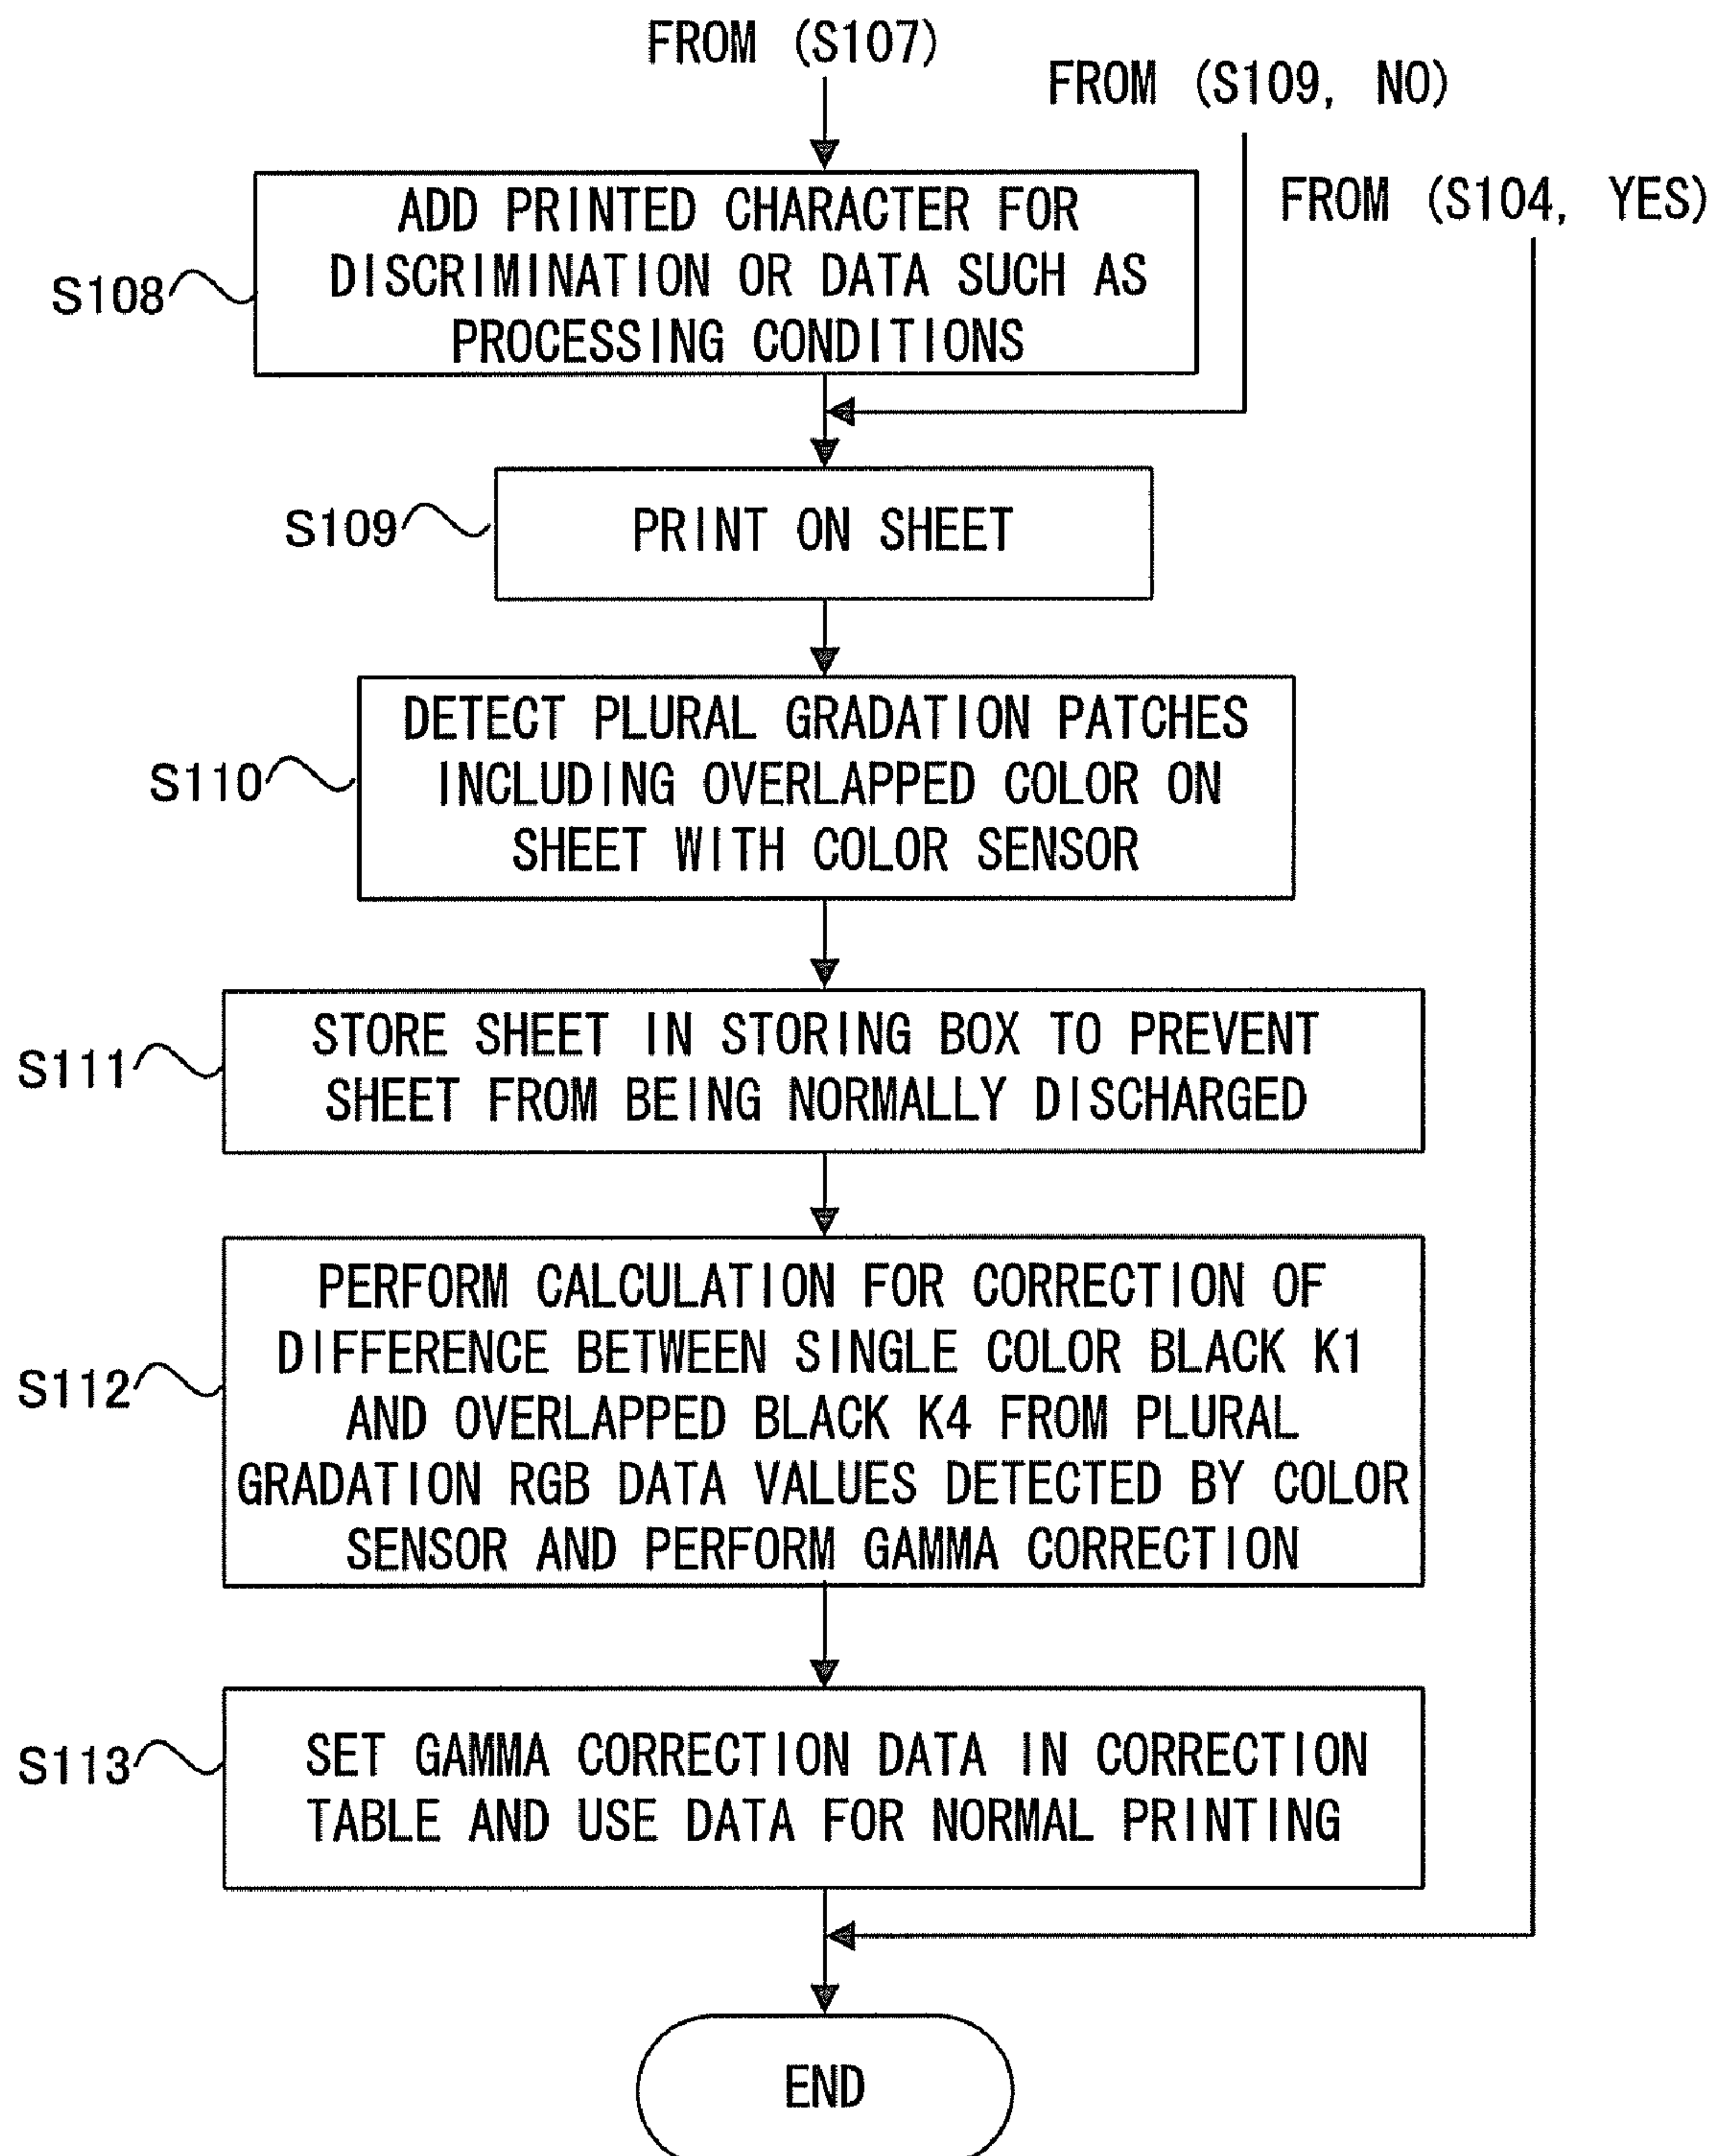 FROM (S107)
FROM (S109, NO)
FROM (S104, YES)
S108
ADD PRINTED CHARACTER FOR
DISCRIMINATION OR DATA SUCH AS
PROCESSING CONDITIONS
S109
PRINT ON SHEET
S110
DETECT PLURAL GRADATION PATCHES
INCLUDING OVERLAPPED COLOR ON
SHEET WITH COLOR SENSOR
S111
STORE SHEET IN STORING BOX TO PREVENT
SHEET FROM BEING NORMALLY DISCHARGED
S112
PERFORM CALCULATION FOR CORRECTION OF
DIFFERENCE BETWEEN SINGLE COLOR BLACK K1
AND OVERLAPPED BLACK K4 FROM PLURAL
GRADATION RGB DATA VALUES DETECTED BY COLOR
SENSOR AND PERFORM GAMMA CORRECTION
S113
SET GAMMA CORRECTION DATA IN CORRECTION
TABLE AND USE DATA FOR NORMAL PRINTING
END